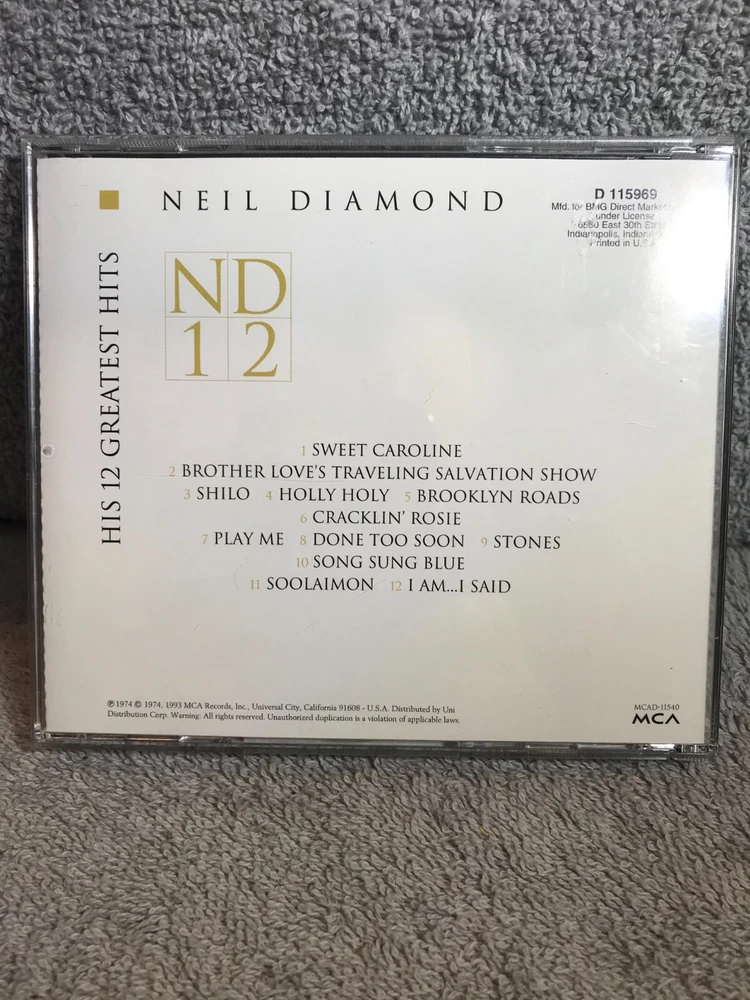 NEIL DIAMOND
D 115969
Mfd. for BMG Direct
under License
6550 East 30th
Indianapolis,
Printed in U.S.A
HIS 12 GREATEST HITS
ND
12
1 SWEET CAROLINE
2 BROTHER LOVE'S TRAVELING SALVATION SHOW
3 SHILO 4 HOLLY HOLY 5 BROOKLYN ROADS
6 CRACKLIN' ROSIE
7 PLAY ME 8 DONE TOO SOON 9 STONES
10 SONG SUNG BLUE
11 SOOLAIMON 12 I AM...I SAID
℗ 1974 © 1974, 1993 MCA Records, Inc., Universal City, California 91608 - U.S.A. Distributed by Uni
Distribution Corp. Warning: All rights reserved. Unauthorized duplication is a violation of applicable laws.
MCAD-11540
MCA